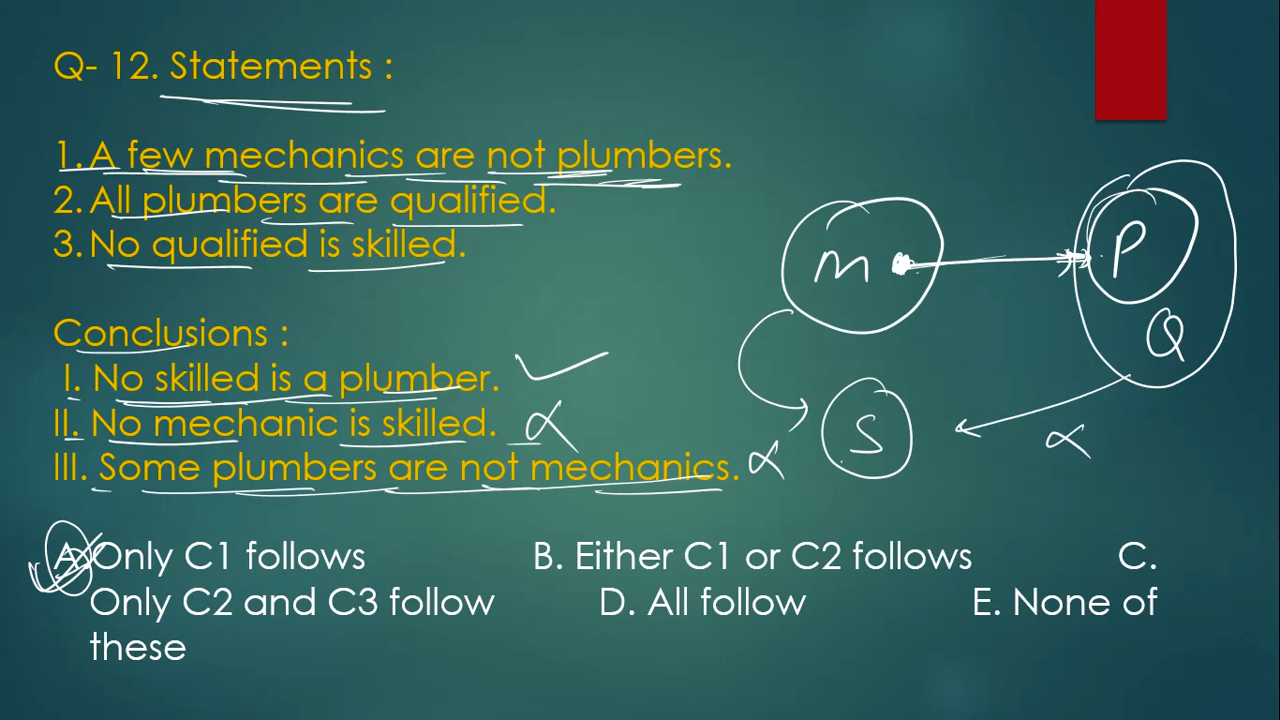 Q- 12. Statements :
1. A few mechanics are not plumbers.
2. All plumbers are qualified.
3. No qualified is skilled.
Conclusions :
I. No skilled is a plumber.
II. No mechanic is skilled.
III. Some plumbers are not mechanics.
A. Only C1 follows B. Either C1 or C2 follows C.
Only C2 and C3 follow D. All follow E. None of
these
m
P
Q
S